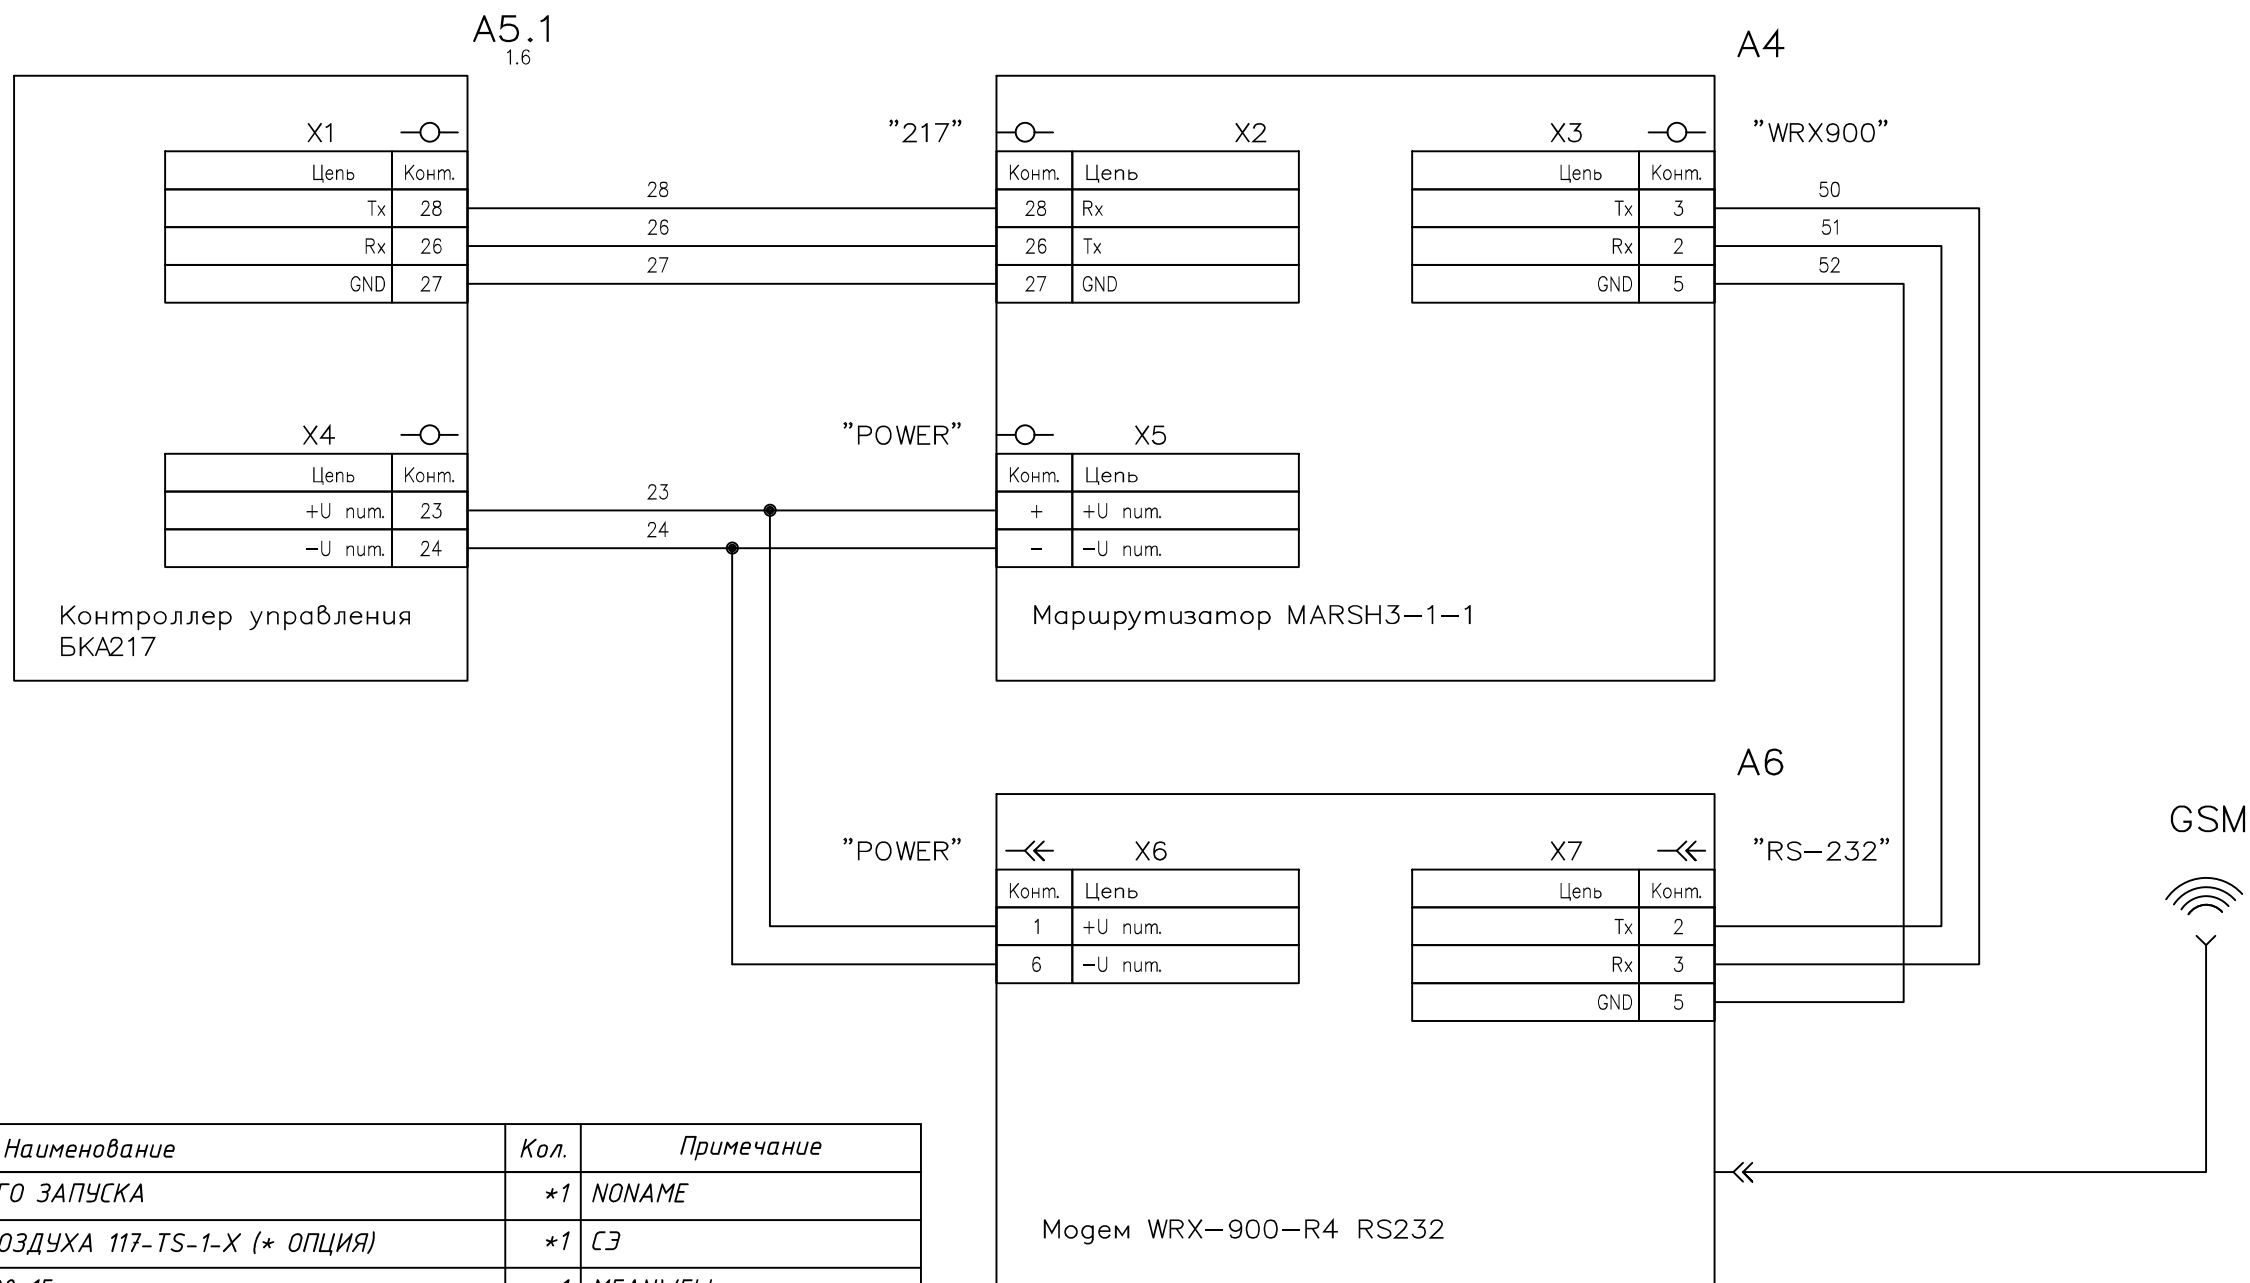 A5.1
1.6
X1
Цепь Конт.
Tx 28
Rx 26
GND 27
X4
Цепь Конт.
+U пит. 23
-U пит. 24
Контроллер управления
БКА217
28
26
27
23
24
A4
"217" X2
Конт. Цепь
28 Rx
26 Tx
27 GND
X3 "WRX900"
Цепь Конт.
Tx 3
Rx 2
GND 5
50
51
52
"POWER" X5
Конт. Цепь
+ +U пит.
- -U пит.
Маршрутизатор MARSH3-1-1
A6
"POWER" X6
Конт. Цепь
1 +U пит.
6 -U пит.
X7 "RS-232"
Цепь Конт.
Tx 2
Rx 3
GND 5
Модем WRX-900-R4 RS232
GSM
Наименование Кол. Примечание
ГО ЗАПУСКА *1 NONAME
ОЗДУХА 117-TS-1-X (* ОПЦИЯ) *1 СЭ